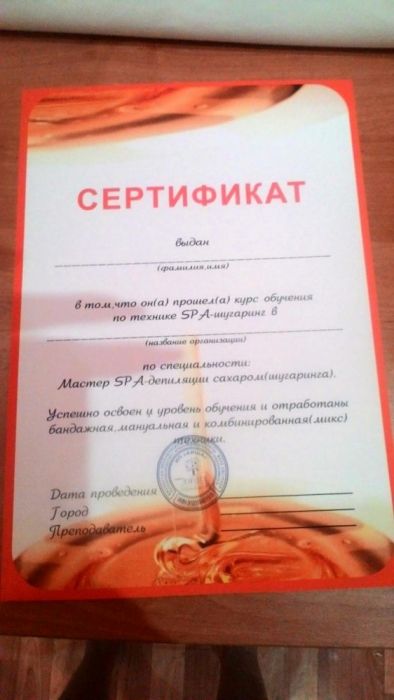 СЕРТИФИКАТ
выдан
(фамилия,имя)
в том,что он(а) прошел(а) курс обучения
по технике SPA-шугаринг в
(название организации)
по специальности:
Мастер SPA-депиляции сахаром(шугаринга).
Успешно освоен и уровень обучения и отработаны
бандажная,мануальная и комбинированная(микс)
техники.
Дата проведения
Город
Преподаватель